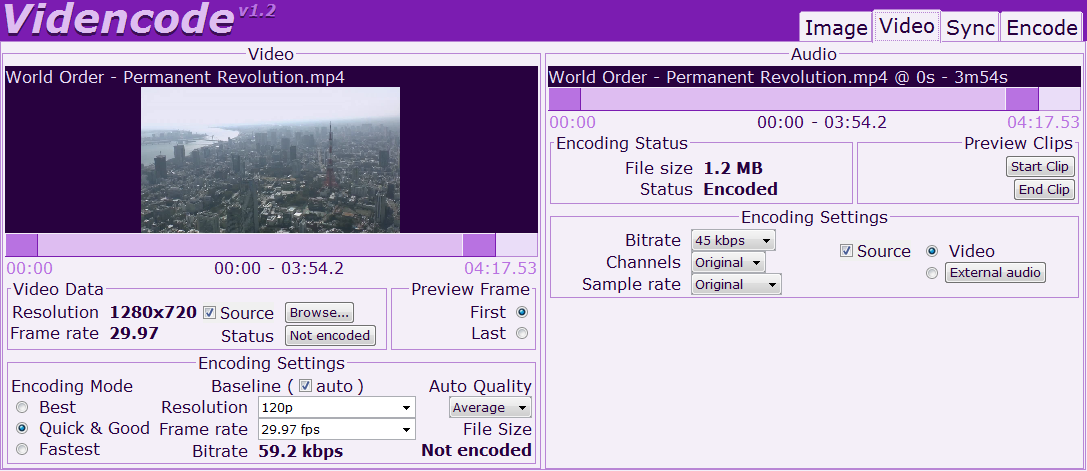 Videncode v1.2
Image Video Sync Encode
Video
World Order - Permanent Revolution.mp4
00:00 00:00 - 03:54.2 04:17.53
Video Data
Resolution 1280x720 Source Browse...
Frame rate 29.97 Status Not encoded
Preview Frame
First
Last
Encoding Settings
Encoding Mode Baseline ( auto ) Auto Quality
Best Resolution 120p Average
Quick & Good Frame rate 29.97 fps File Size
Fastest Bitrate 59.2 kbps Not encoded
Audio
World Order - Permanent Revolution.mp4 @ 0s - 3m54s
00:00 00:00 - 03:54.2 04:17.53
Encoding Status
File size 1.2 MB
Status Encoded
Preview Clips
Start Clip
End Clip
Encoding Settings
Bitrate 45 kbps Source Video
Channels Original External audio
Sample rate Original